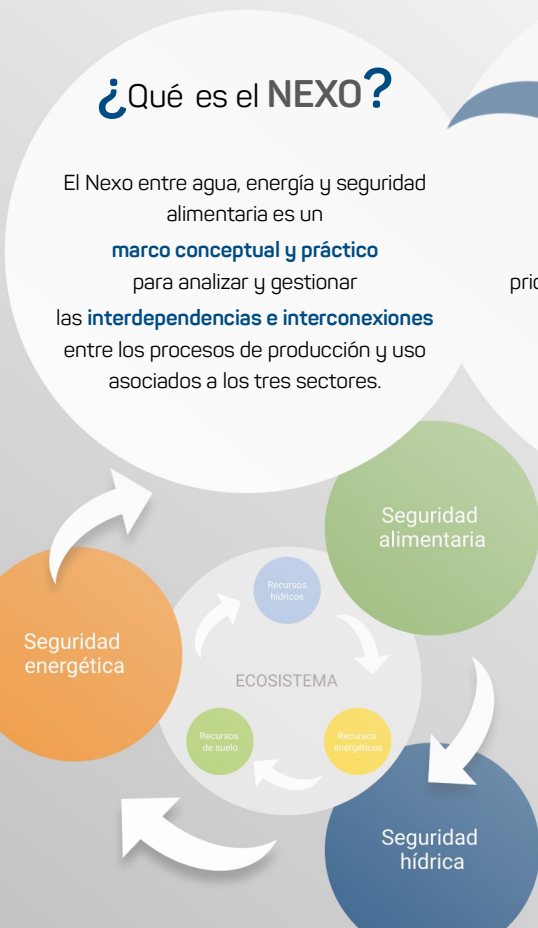 ¿Qué es el NEXO?
El Nexo entre agua, energía y seguridad
alimentaria es un
marco conceptual y práctico
para analizar y gestionar
las interdependencias e interconexiones
entre los procesos de producción y uso
asociados a los tres sectores.
Seguridad
alimentaria
Recursos
hídricos
Seguridad
energética
ECOSISTEMA
Recursos
de suelo
Recursos
energéticos
Seguridad
hídrica